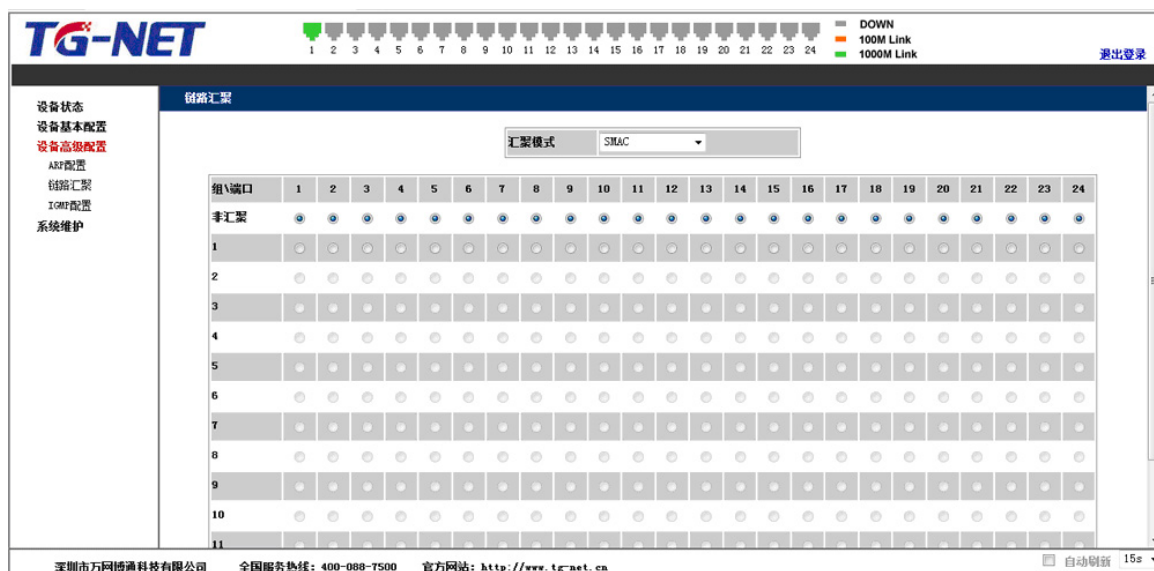 TG-NET
1 2 3 4 5 6 7 8 9 10 11 12 13 14 15 16 17 18 19 20 21 22 23 24
DOWN
100M Link
1000M Link
退出登录
设备状态
设备基本配置
设备高级配置
ARP配置
链路汇聚
IGMP配置
系统维护
链路汇聚
汇聚模式 SMAC
组\端口 1 2 3 4 5 6 7 8 9 10 11 12 13 14 15 16 17 18 19 20 21 22 23 24
非汇聚
1
2
3
4
5
6
7
8
9
10
11
深圳市万网博通科技有限公司 全国服务热线: 400-088-7500 官方网站: http://www.tg-net.cn
自动刷新 15s